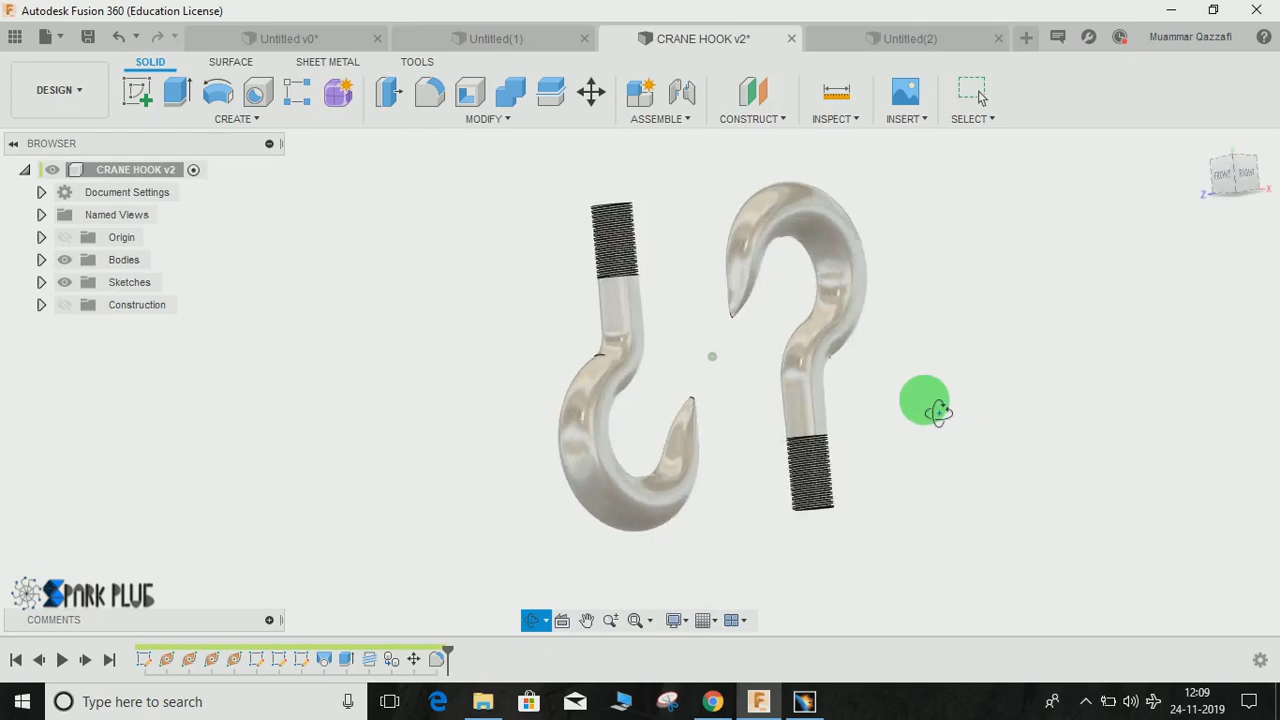 Autodesk Fusion 360 (Education License)
Untitled v0*
Untitled(1)
CRANE HOOK v2*
Untitled(2)
Muammar Qazzafi
DESIGN
SOLID SURFACE SHEET METAL TOOLS
CREATE MODIFY ASSEMBLE CONSTRUCT INSPECT INSERT SELECT
BROWSER
CRANE HOOK v2
Document Settings
Named Views
Origin
Bodies
Sketches
Construction
FRONT RIGHT
Z X
SPARK PLUG
COMMENTS
Type here to search
12:09
24-11-2019